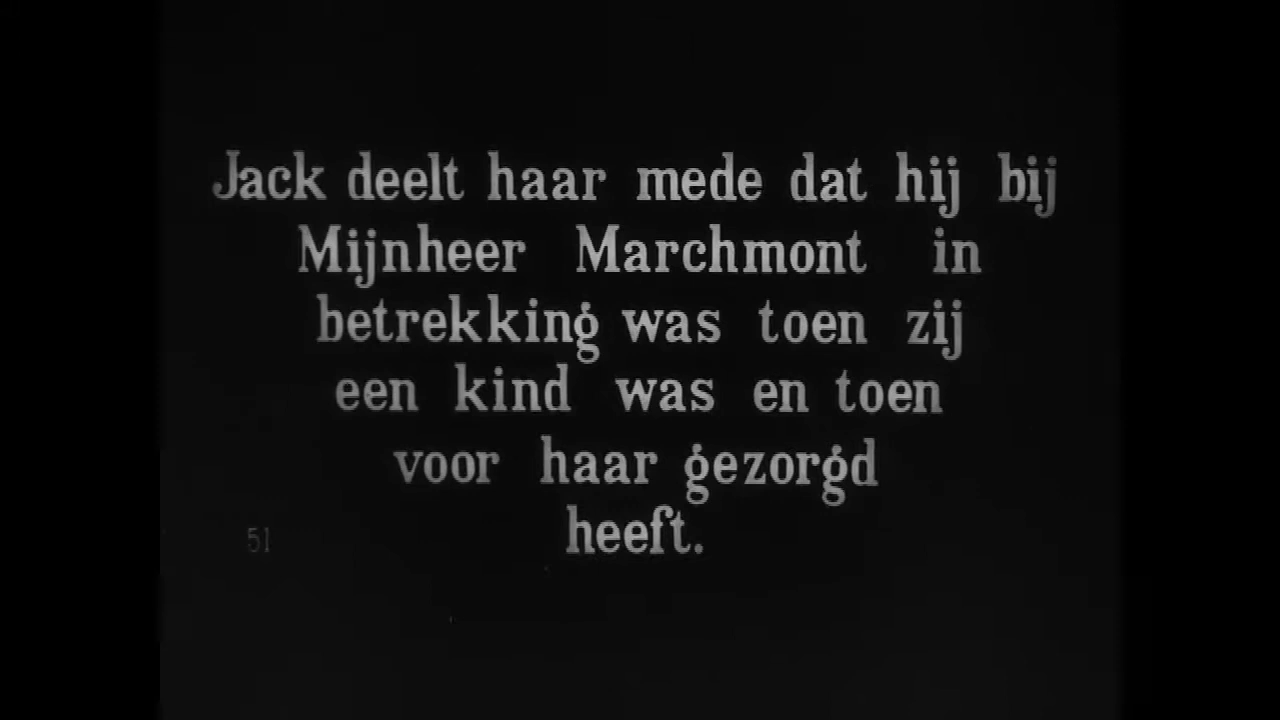 Jack deelt haar mede dat hij bij
Mijnheer Marchmont in
betrekking was toen zij
een kind was en toen
voor haar gezorgd
heeft.
51